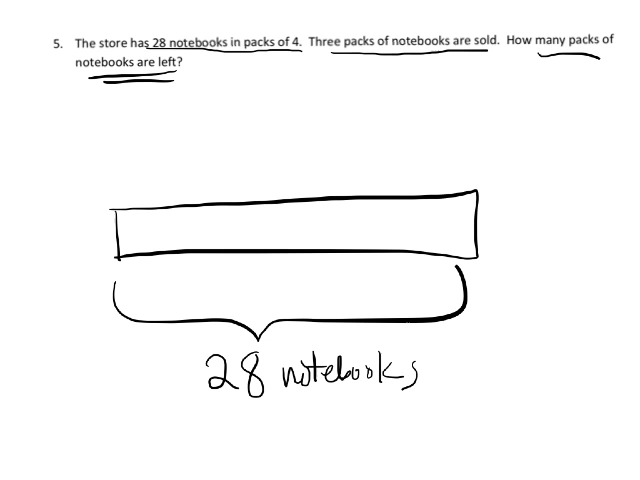 5. The store has 28 notebooks in packs of 4. Three packs of notebooks are sold. How many packs of
notebooks are left?
28 notebooks